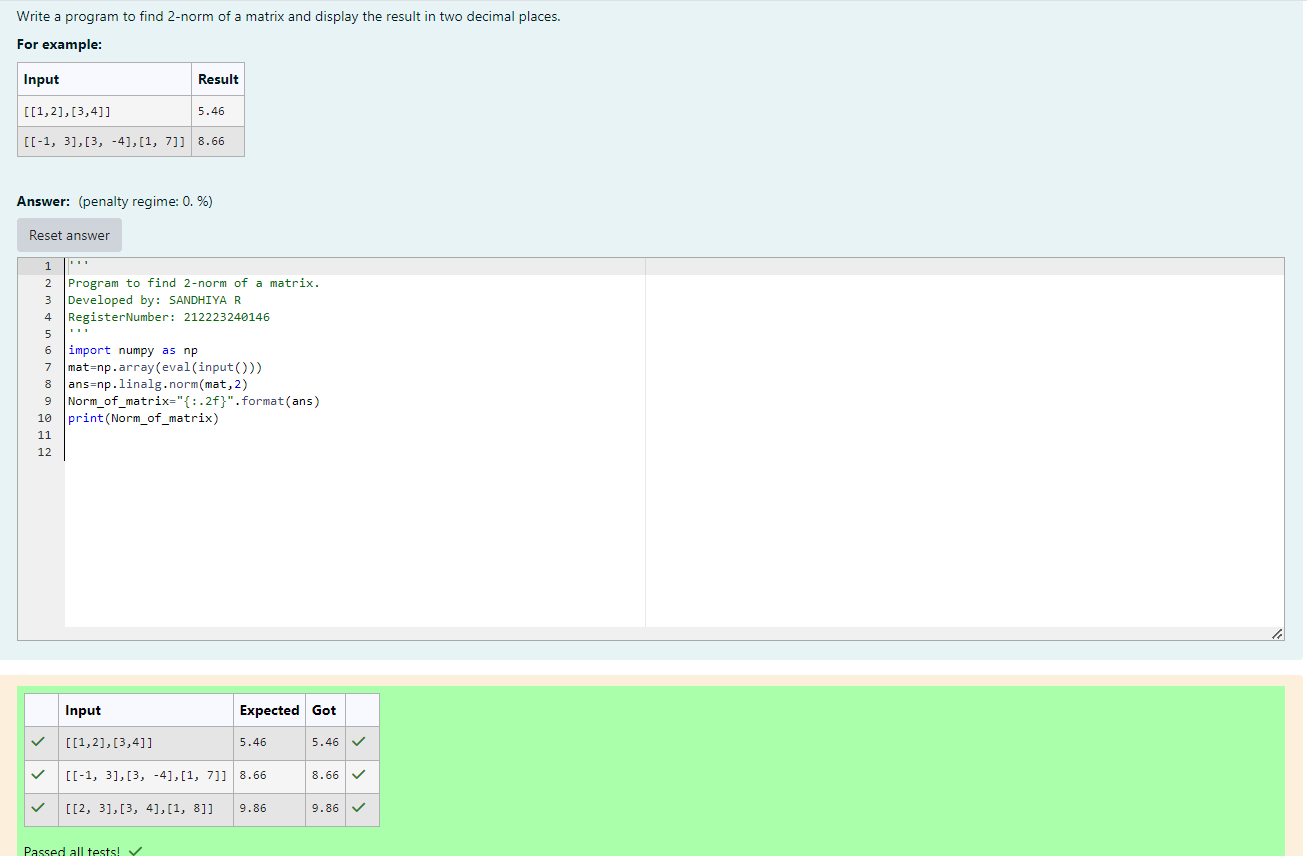 Write a program to find 2-norm of a matrix and display the result in two decimal places.
For example:
Input Result
[[1,2],[3,4]] 5.46
[[-1, 3],[3, -4],[1, 7]] 8.66
Answer: (penalty regime: 0. %)
Reset answer
1 '''
2 Program to find 2-norm of a matrix.
3 Developed by: SANDHIYA R
4 RegisterNumber: 212223240146
5 '''
6 import numpy as np
7 mat=np.array(eval(input()))
8 ans=np.linalg.norm(mat,2)
9 Norm_of_matrix="{:.2f}".format(ans)
10 print(Norm_of_matrix)
11
12
Input Expected Got
[[1,2],[3,4]] 5.46 5.46
[[-1, 3],[3, -4],[1, 7]] 8.66 8.66
[[2, 3],[3, 4],[1, 8]] 9.86 9.86
Passed all tests!